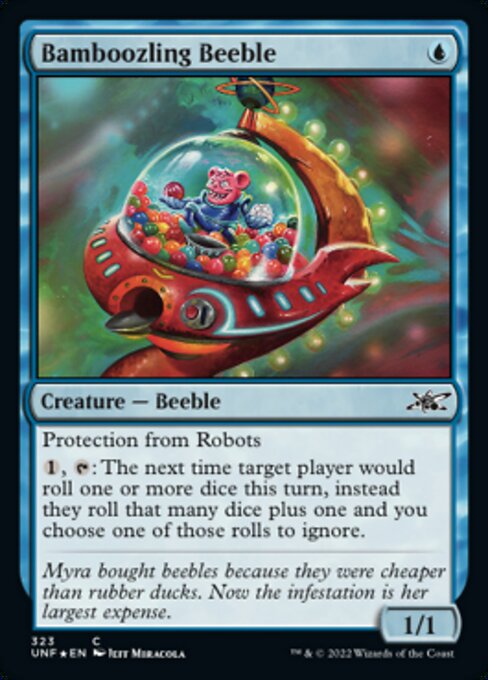 Bamboozling Beeble
Creature — Beeble
Protection from Robots
1, T: The next time target player would
roll one or more dice this turn, instead
they roll that many dice plus one and you
choose one of those rolls to ignore.
Myra bought beebles because they were cheaper
than rubber ducks. Now the infestation is her
largest expense.
1/1
323 C
UNF ★ EN Jeff Miracola
™ & © 2022 Wizards of the Coast